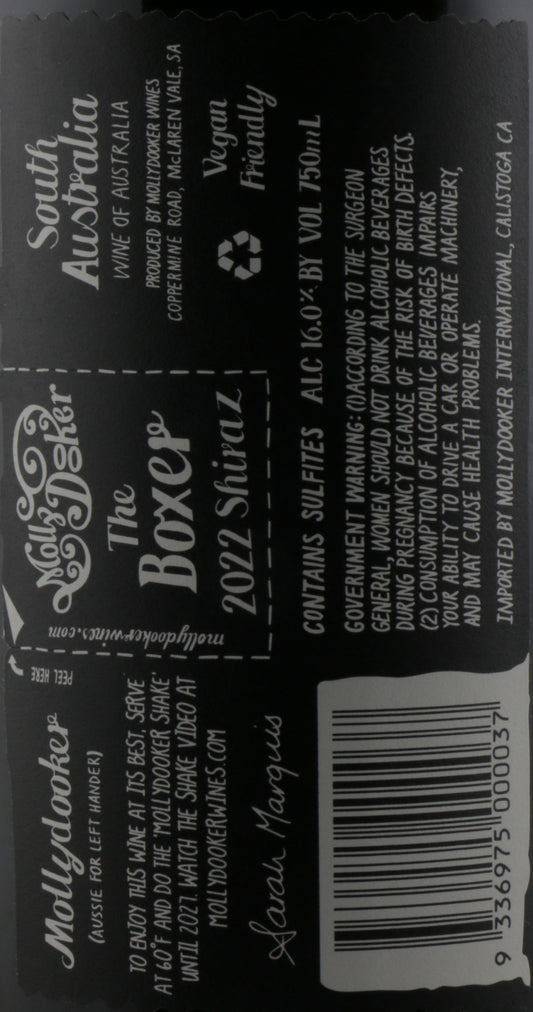 Mollydooker
(AUSSIE FOR LEFT HANDER)
TO ENJOY THIS WINE AT ITS BEST, SERVE
AT 60°F AND DO THE 'MOLLYDOOKER SHAKE'
UNTIL 2027. WATCH THE SHAKE VIDEO AT
MOLLYDOOKERWINES.COM
Sarah Marquis
PEEL HERE
mollydookerwines.com
Molly Dooker
The
Boxer
2022 Shiraz
South
Australia
WINE OF AUSTRALIA
PRODUCED BY MOLLYDOOKER WINES
COPPERMINE ROAD, McLAREN VALE, SA
Vegan
Friendly
CONTAINS SULFITES ALC 16.0% BY VOL 750mL
GOVERNMENT WARNING: (1)ACCORDING TO THE SURGEON
GENERAL, WOMEN SHOULD NOT DRINK ALCOHOLIC BEVERAGES
DURING PREGNANCY BECAUSE OF THE RISK OF BIRTH DEFECTS.
(2) CONSUMPTION OF ALCOHOLIC BEVERAGES IMPAIRS
YOUR ABILITY TO DRIVE A CAR OR OPERATE MACHINERY,
AND MAY CAUSE HEALTH PROBLEMS.
IMPORTED BY MOLLYDOOKER INTERNATIONAL, CALISTOGA CA
9 336975 000037